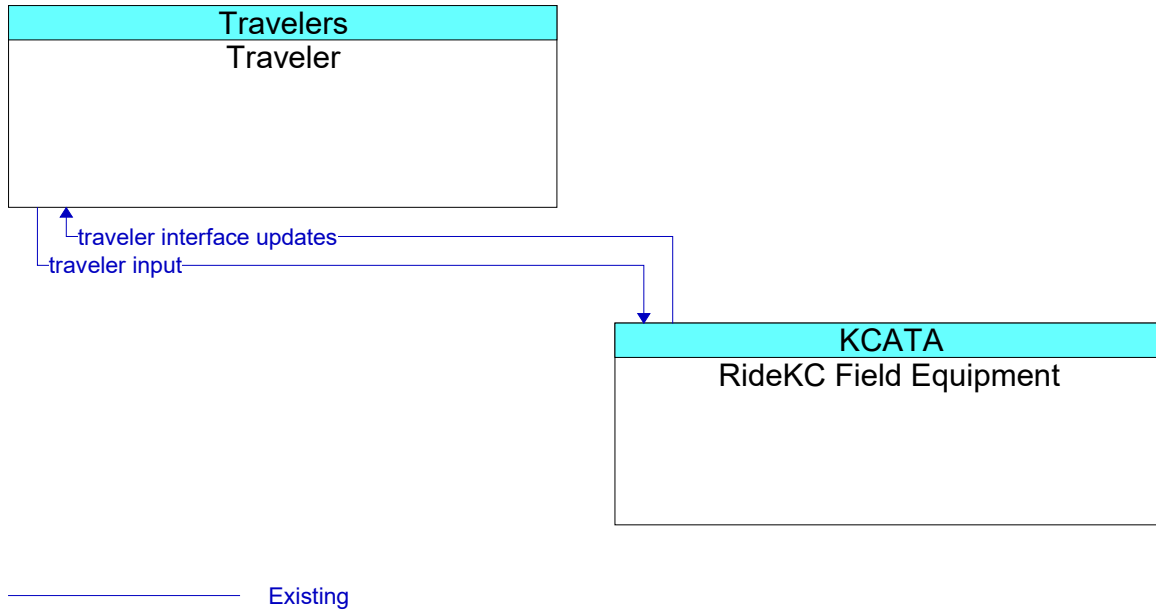 Travelers
Traveler
traveler interface updates
traveler input
KCATA
RideKC Field Equipment
Existing